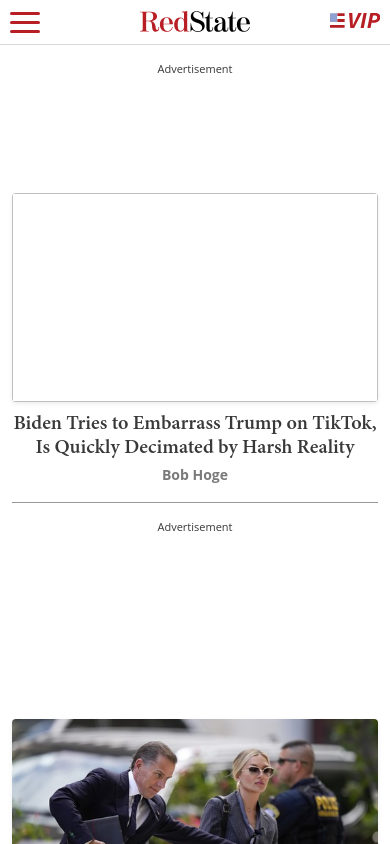 RedState
VIP
Advertisement
Biden Tries to Embarrass Trump on TikTok,
Is Quickly Decimated by Harsh Reality
Bob Hoge
Advertisement